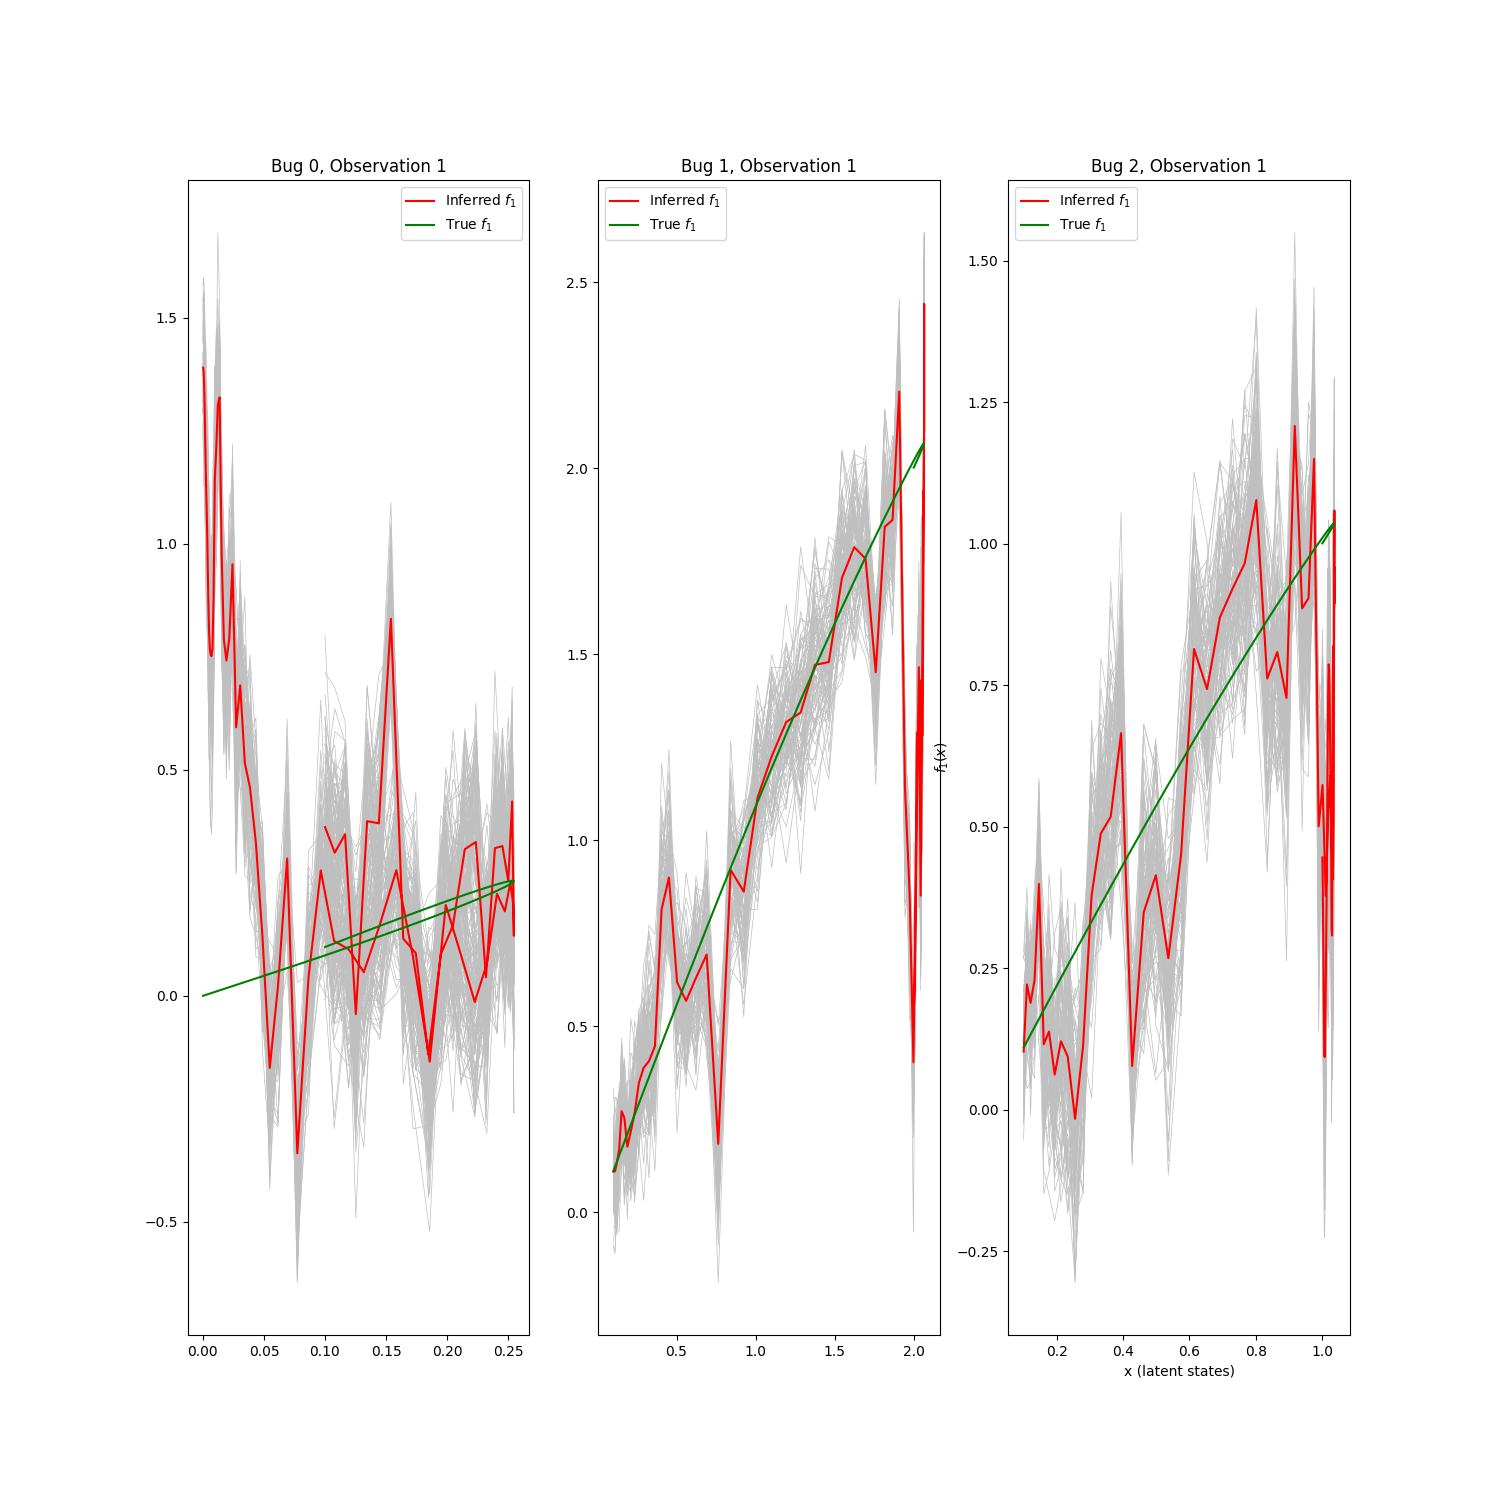 Bug 0, Observation 1
Inferred f₁
True f₁
1.5
1.0
0.5
0.0
−0.5
0.00 0.05 0.10 0.15 0.20 0.25
Bug 1, Observation 1
Inferred f₁
True f₁
2.5
2.0
1.5
1.0
0.5
0.0
0.5 1.0 1.5 2.0
Bug 2, Observation 1
Inferred f₁
True f₁
f₁(x)
1.50
1.25
1.00
0.75
0.50
0.25
0.00
−0.25
0.2 0.4 0.6 0.8 1.0
x (latent states)